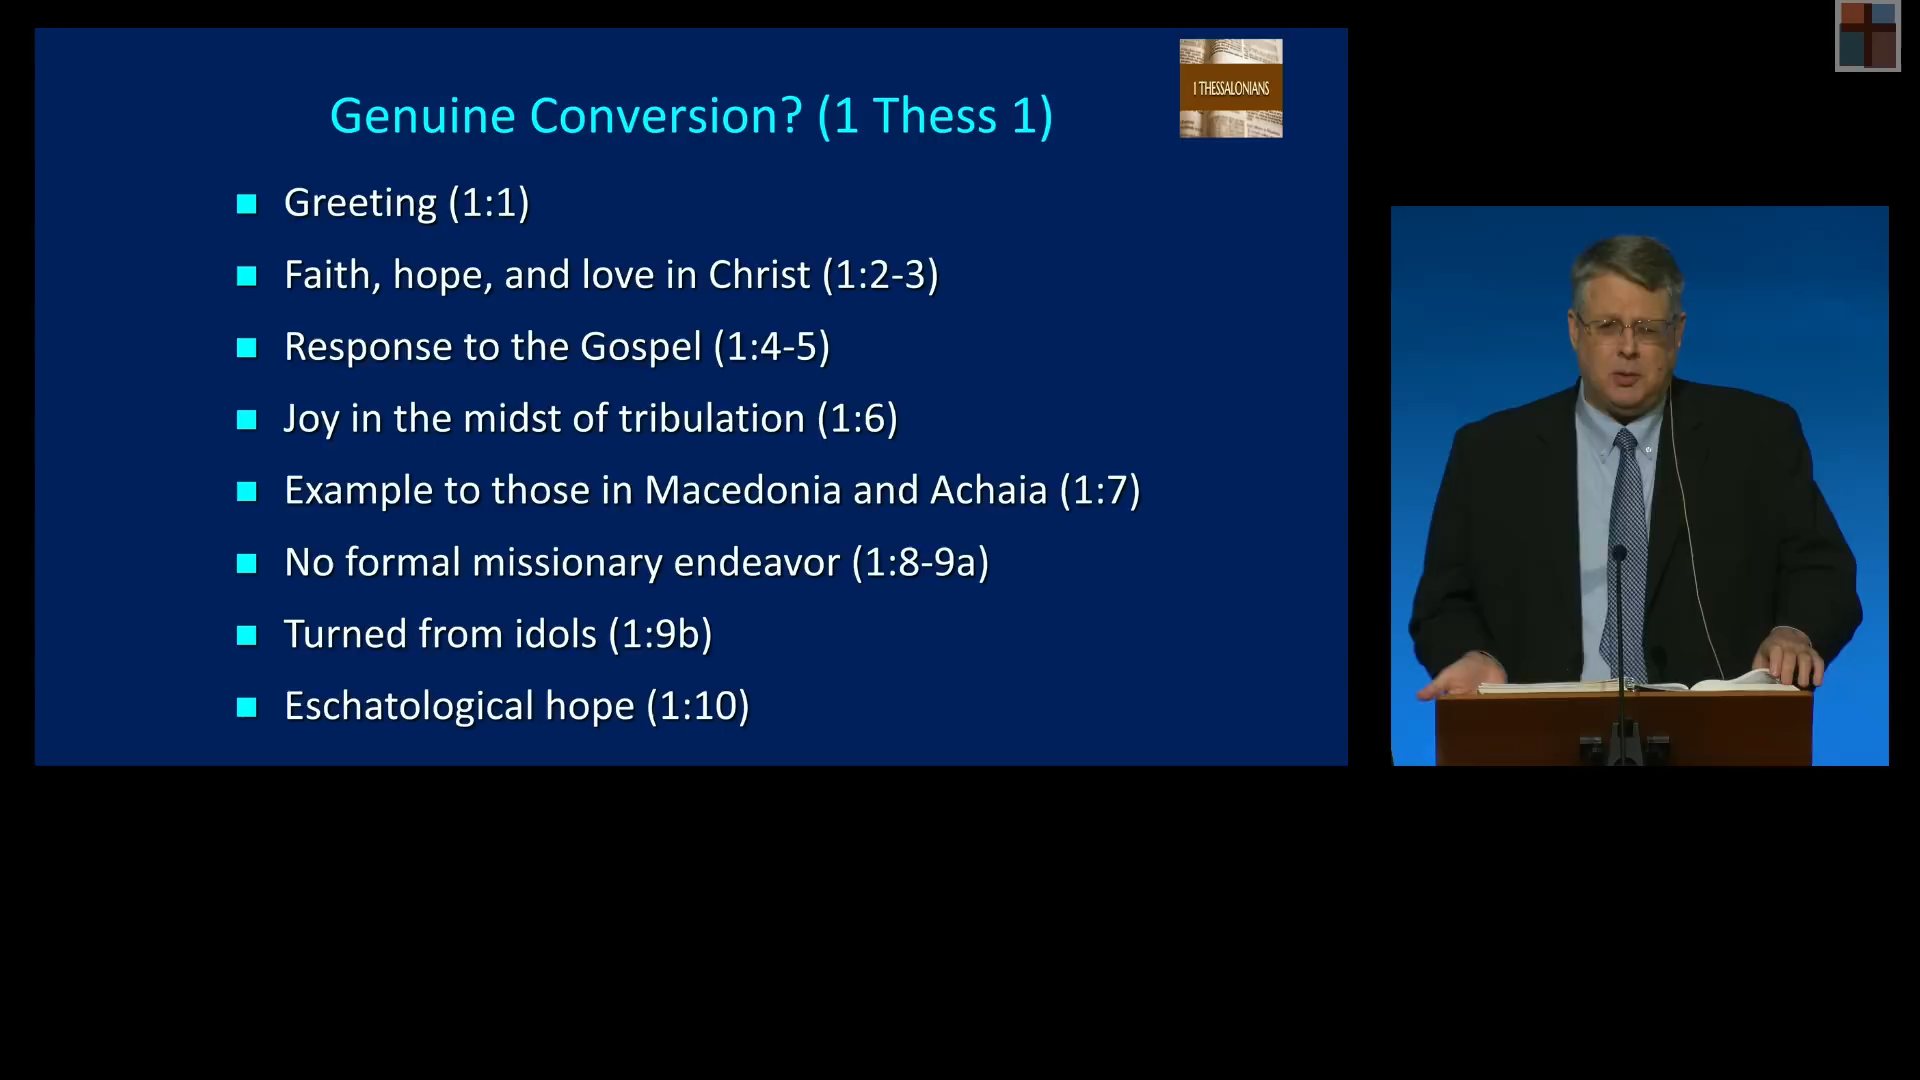 Genuine Conversion? (1 Thess 1)
I THESSALONIANS
Greeting (1:1)
Faith, hope, and love in Christ (1:2-3)
Response to the Gospel (1:4-5)
Joy in the midst of tribulation (1:6)
Example to those in Macedonia and Achaia (1:7)
No formal missionary endeavor (1:8-9a)
Turned from idols (1:9b)
Eschatological hope (1:10)